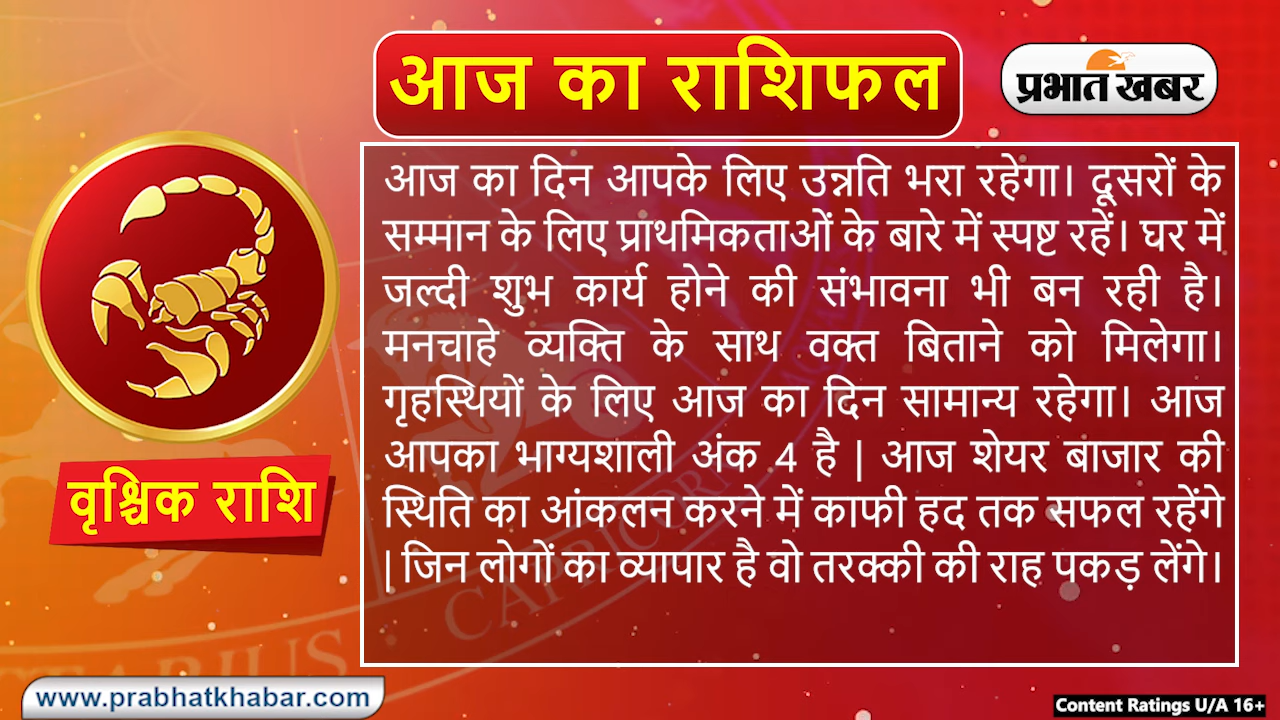 आज का राशिफल
प्रभात खबर
आज का दिन आपके लिए उन्नति भरा रहेगा। दूसरों के
सम्मान के लिए प्राथमिकताओं के बारे में स्पष्ट रहें। घर में
जल्दी शुभ कार्य होने की संभावना भी बन रही है।
मनचाहे व्यक्ति के साथ वक्त बिताने को मिलेगा।
गृहस्थियों के लिए आज का दिन सामान्य रहेगा। आज
आपका भाग्यशाली अंक 4 है | आज शेयर बाजार की
स्थिति का आंकलन करने में काफी हद तक सफल रहेंगे
| जिन लोगों का व्यापार है वो तरक्की की राह पकड़ लेंगे।
वृश्चिक राशि
CAPRICORN
www.prabhatkhabar.com
Content Ratings U/A 16+